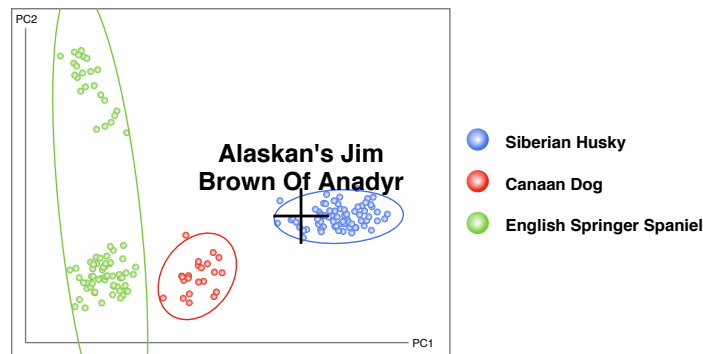 PC2
Alaskan's Jim
Brown Of Anadyr
Siberian Husky
Canaan Dog
English Springer Spaniel
PC1